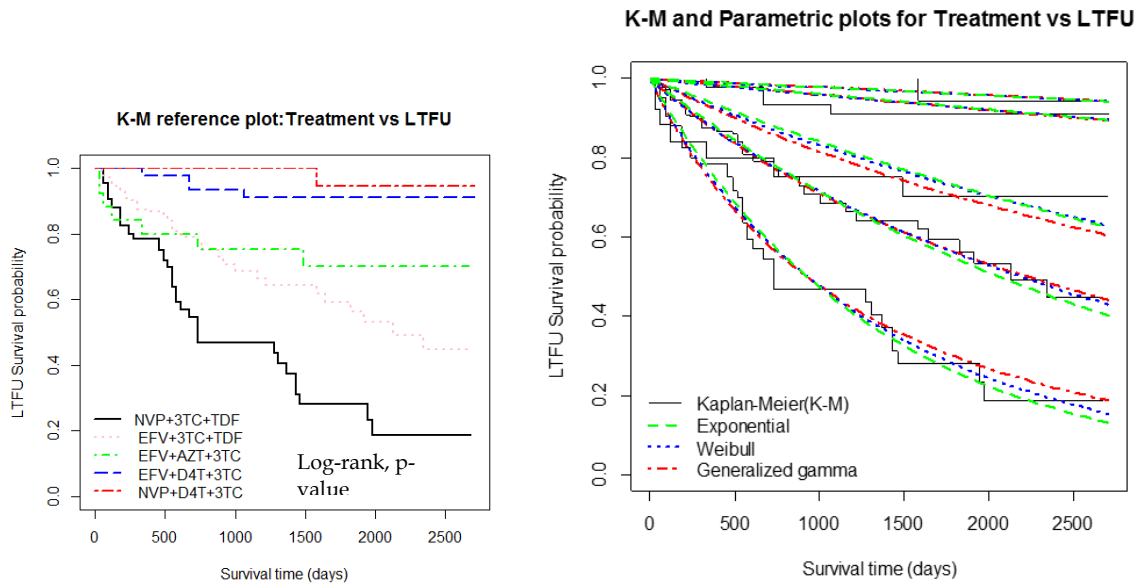 K-M reference plot:Treatment vs LTFU
LTFU Survival probability
1.0
0.8
0.6
0.4
0.2
0.0
NVP+3TC+TDF
EFV+3TC+TDF
EFV+AZT+3TC
EFV+D4T+3TC
NVP+D4T+3TC
Log-rank, p-
value
0 500 1000 1500 2000 2500
Survival time (days)
K-M and Parametric plots for Treatment vs LTFU
LTFU Survival probability
1.0
0.8
0.6
0.4
0.2
0.0
Kaplan-Meier(K-M)
Exponential
Weibull
Generalized gamma
0 500 1000 1500 2000 2500
Survival time (days)